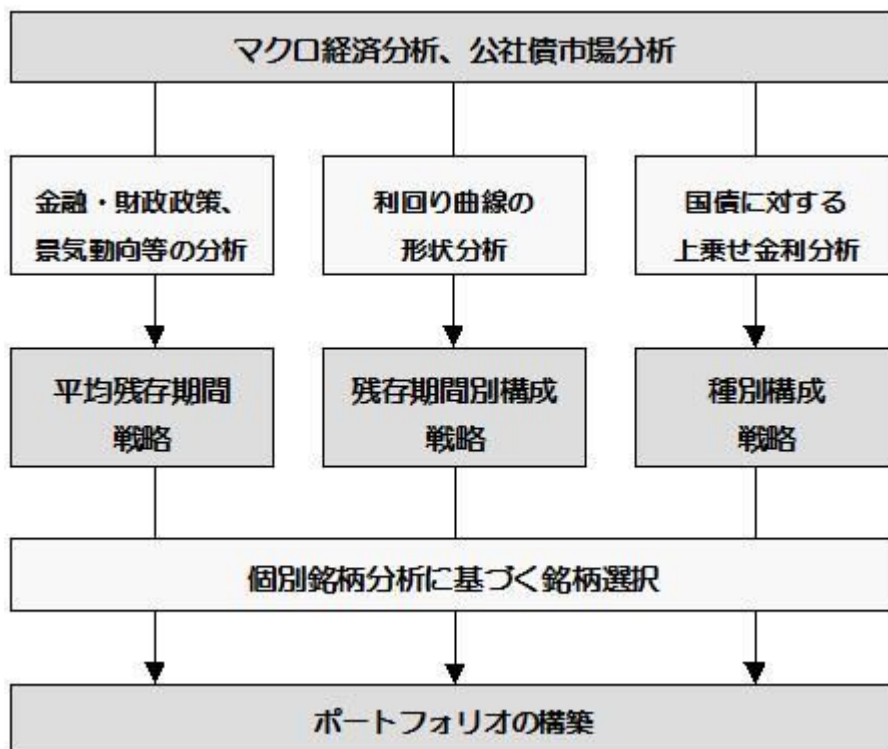 マクロ経済分析、公社債市場分析
金融・財政政策、
景気動向等の分析
利回り曲線の
形状分析
国債に対する
上乗せ金利分析
平均残存期間
戦略
残存期間別構成
戦略
種別構成
戦略
個別銘柄分析に基づく銘柄選択
ポートフォリオの構築